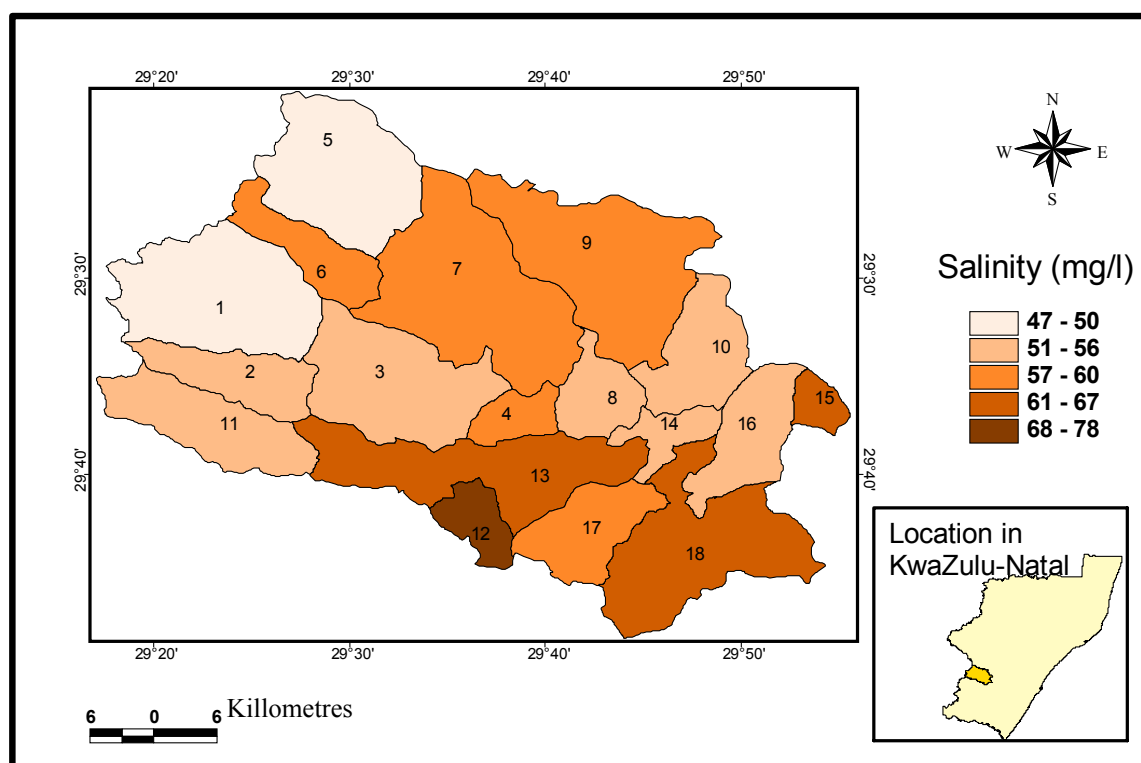 29°20' 29°30' 29°40' 29°50'
5
N
W E
S
9
7
6
29°30' 29°30'
1
Salinity (mg/l)
47 - 50
51 - 56
57 - 60
61 - 67
68 - 78
10
2 3
8 15
4
11 14 16
29°40' 29°40'
13
12 17
18
29°20' 29°30' 29°40' 29°50'
Location in
KwaZulu-Natal
6 0 6 Killometres